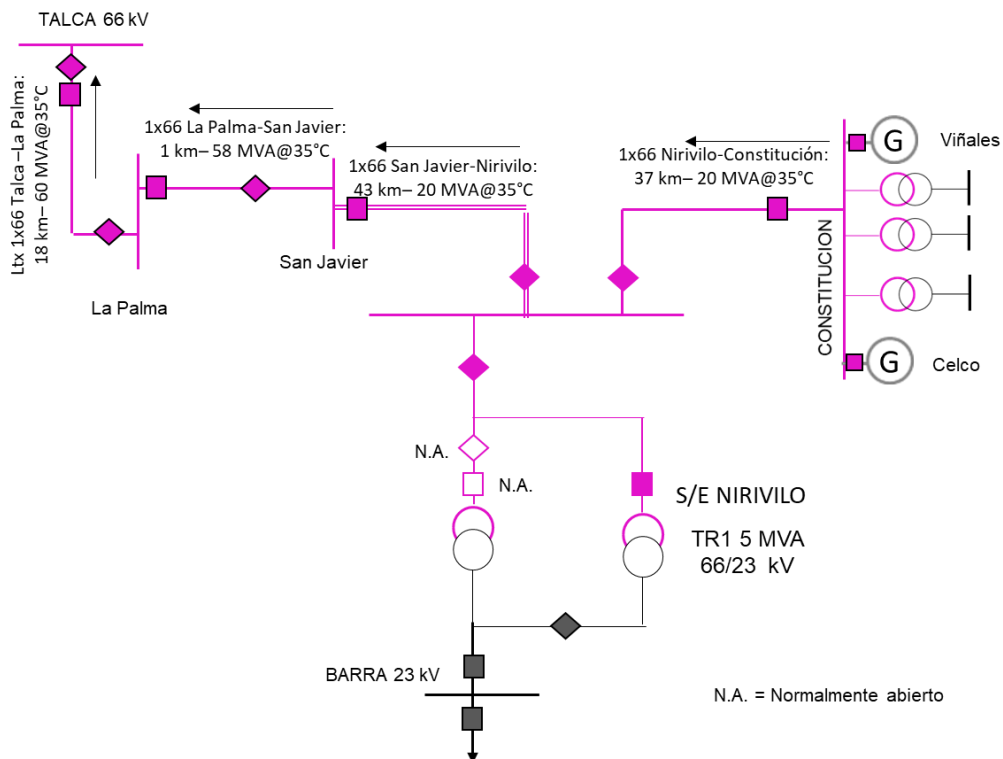 TALCA 66 kV
Ltx 1x66 Talca –La Palma:
18 km– 60 MVA@35°C
1x66 La Palma-San Javier:
1 km– 58 MVA@35°C
1x66 San Javier-Nirivilo:
43 km– 20 MVA@35°C
1x66 Nirivilo-Constitución:
37 km– 20 MVA@35°C
G
Viñales
CONSTITUCION
San Javier
La Palma
G
Celco
N.A.
N.A.
S/E NIRIVILO
TR1 5 MVA
66/23 kV
BARRA 23 kV
N.A. = Normalmente abierto